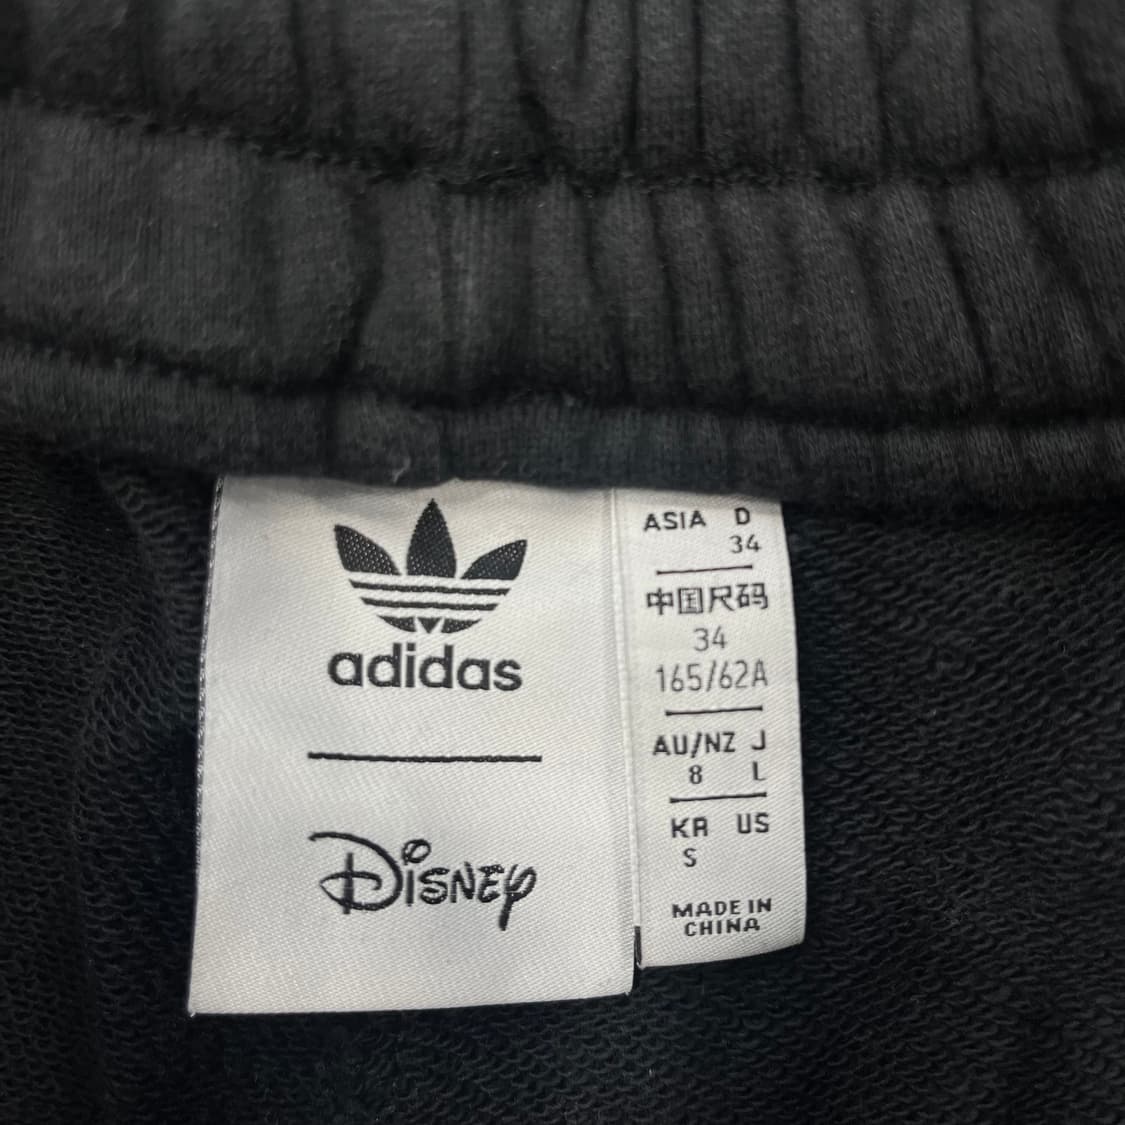 adidas
Disney
ASIA D
34
中国尺码
34
165/62A
AU/NZ J
8 L
KR US
S
MADE IN
CHINA